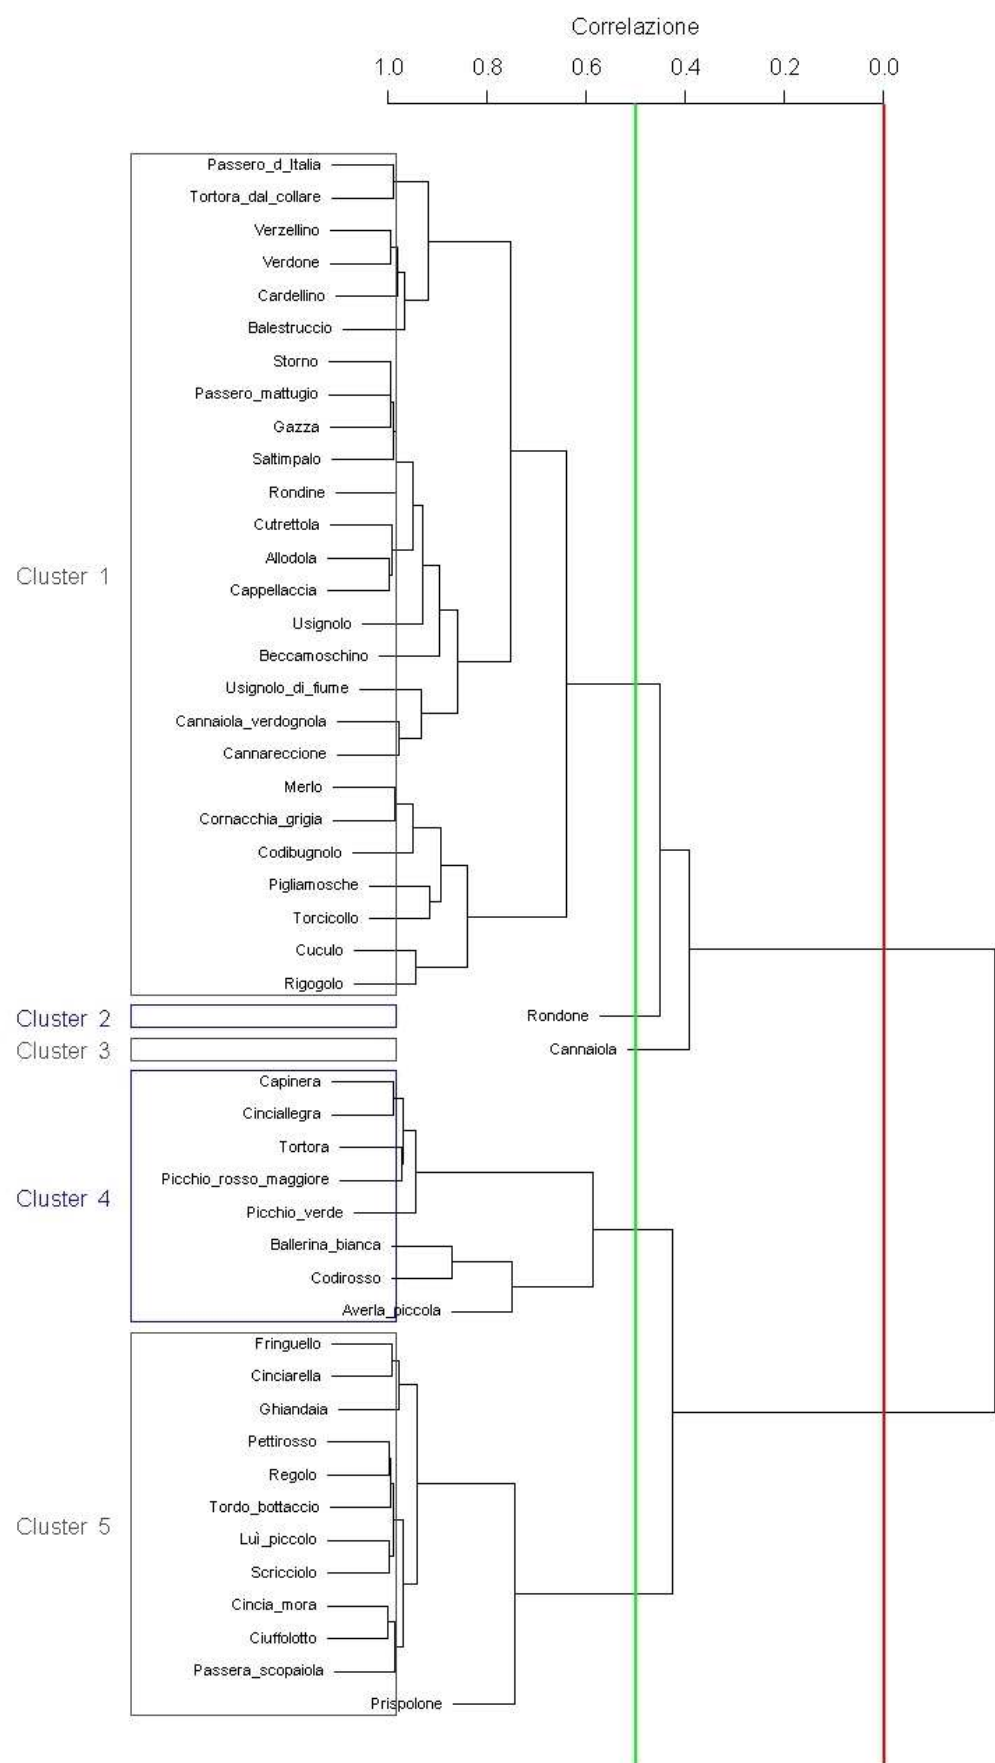 Correlazione
1.0 0.8 0.6 0.4 0.2 0.0
Passero_d_Italia
Tortora_dal_collare
Verzellino
Verdone
Cardellino
Balestruccio
Storno
Passero_mattugio
Gazza
Saltimpalo
Rondine
Cutrettola
Allodola
Cluster 1
Cappellaccia
Usignolo
Beccamoschino
Usignolo_di_fiume
Cannaiola_verdognola
Cannareccione
Merlo
Cornacchia_grigia
Codibugnolo
Pigliamosche
Torcicollo
Cuculo
Rigogolo
Cluster 2 Rondone
Cluster 3 Cannaiola
Capinera
Cinciallegra
Tortora
Picchio_rosso_maggiore
Cluster 4
Picchio_verde
Ballerina_bianca
Codirosso
Averla_piccola
Fringuello
Cinciarella
Ghiandaia
Pettirosso
Regolo
Tordo_bottaccio
Cluster 5
Luì_piccolo
Scricciolo
Cincia_mora
Ciuffolotto
Passera_scopaiola
Prispolone